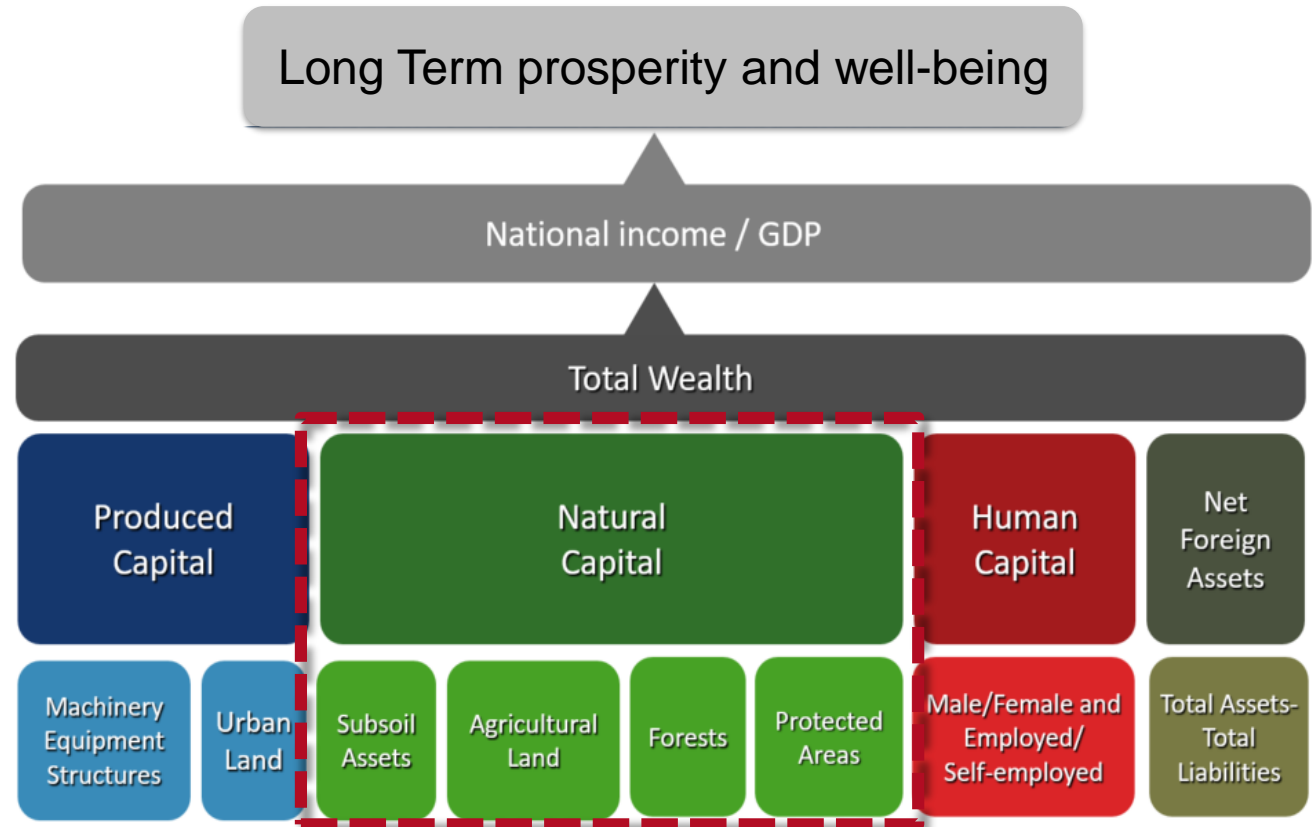 Long Term prosperity and well-being
National income / GDP
Total Wealth
Produced
Capital
Natural
Capital
Human
Capital
Net
Foreign
Assets
Machinery
Equipment
Structures
Urban
Land
Subsoil
Assets
Agricultural
Land
Forests
Protected
Areas
Male/Female and
Employed/
Self-employed
Total Assets-
Total
Liabilities